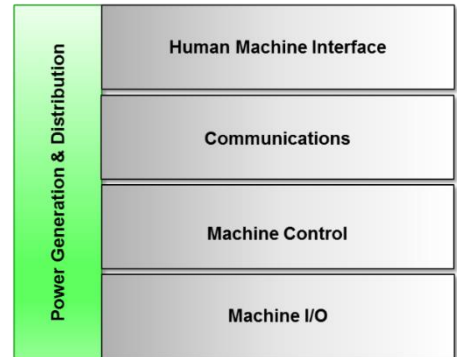 Power Generation & Distribution
Human Machine Interface
Communications
Machine Control
Machine I/O